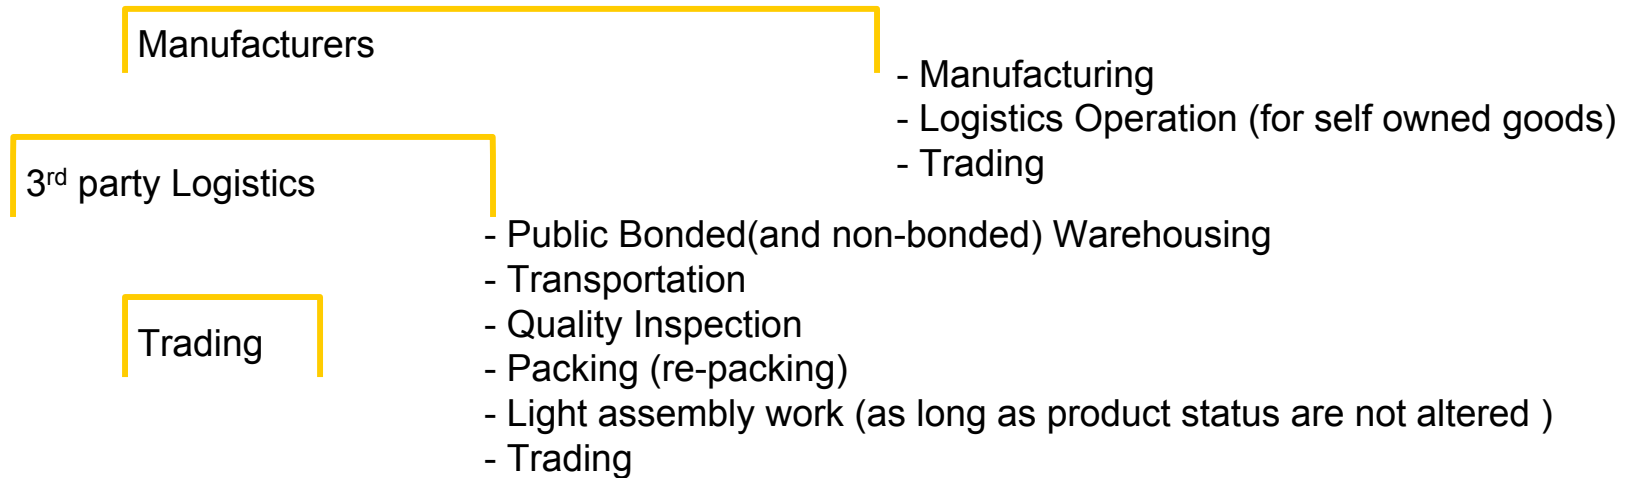 Manufacturers
- Manufacturing
- Logistics Operation (for self owned goods)
- Trading
3rd party Logistics
- Public Bonded(and non-bonded) Warehousing
- Transportation
- Quality Inspection
- Packing (re-packing)
- Light assembly work (as long as product status are not altered )
- Trading
Trading